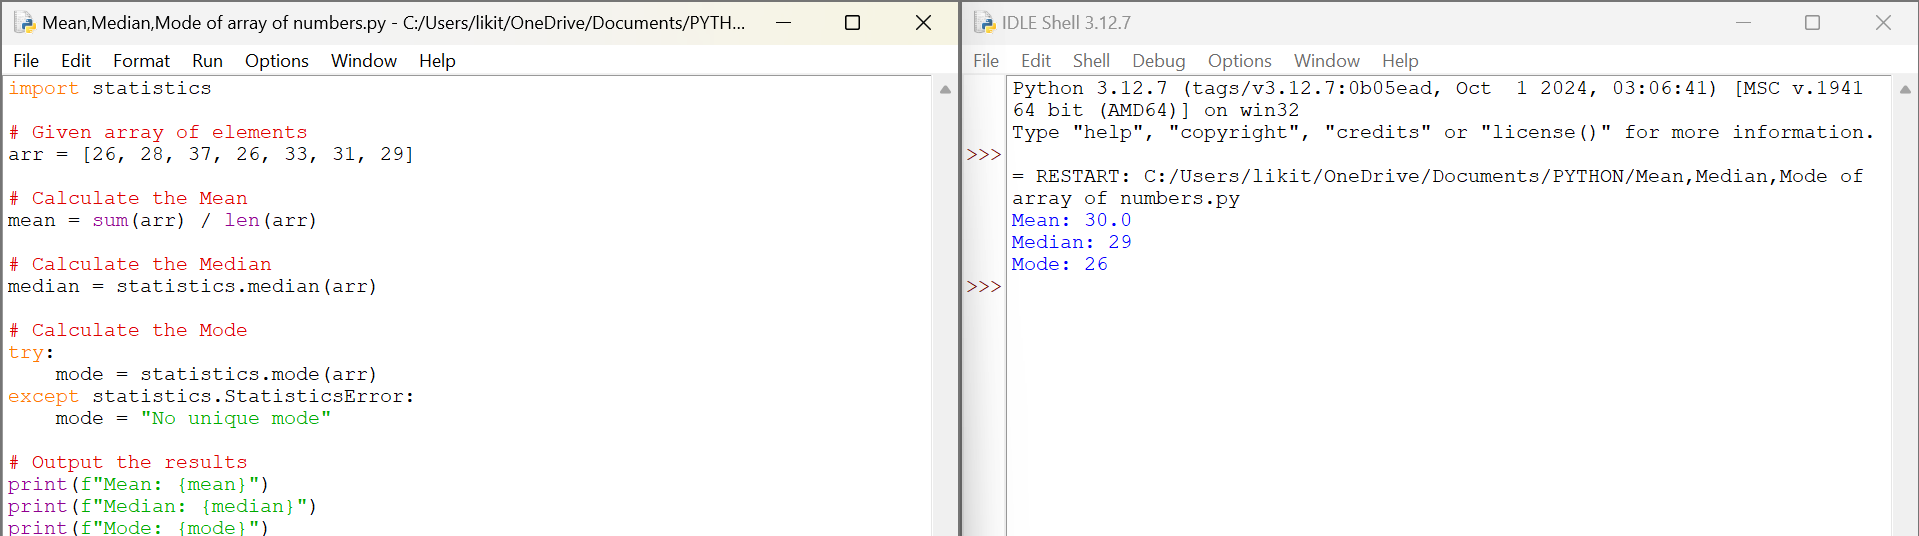 Mean,Median,Mode of array of numbers.py - C:/Users/likit/OneDrive/Documents/PYTH...
File Edit Format Run Options Window Help
import statistics

# Given array of elements
arr = [26, 28, 37, 26, 33, 31, 29]

# Calculate the Mean
mean = sum(arr) / len(arr)

# Calculate the Median
median = statistics.median(arr)

# Calculate the Mode
try:
    mode = statistics.mode(arr)
except statistics.StatisticsError:
    mode = "No unique mode"

# Output the results
print(f"Mean: {mean}")
print(f"Median: {median}")
print(f"Mode: {mode}")
IDLE Shell 3.12.7
File Edit Shell Debug Options Window Help
Python 3.12.7 (tags/v3.12.7:0b05ead, Oct  1 2024, 03:06:41) [MSC v.1941
64 bit (AMD64)] on win32
Type "help", "copyright", "credits" or "license()" for more information.
>>>
= RESTART: C:/Users/likit/OneDrive/Documents/PYTHON/Mean,Median,Mode of
array of numbers.py
Mean: 30.0
Median: 29
Mode: 26
>>>